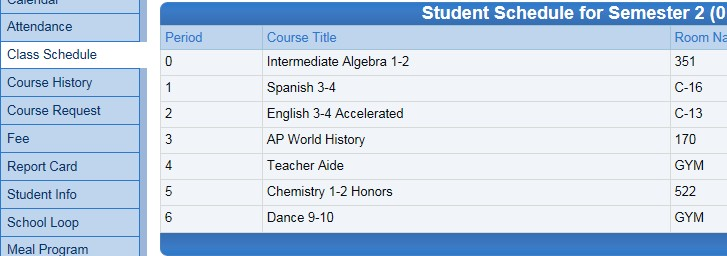 Calendar
Attendance
Class Schedule
Course History
Course Request
Fee
Report Card
Student Info
School Loop
Meal Program
Student Schedule for Semester 2 (0
Period Course Title Room Na
0 Intermediate Algebra 1-2 351
1 Spanish 3-4 C-16
2 English 3-4 Accelerated C-13
3 AP World History 170
4 Teacher Aide GYM
5 Chemistry 1-2 Honors 522
6 Dance 9-10 GYM